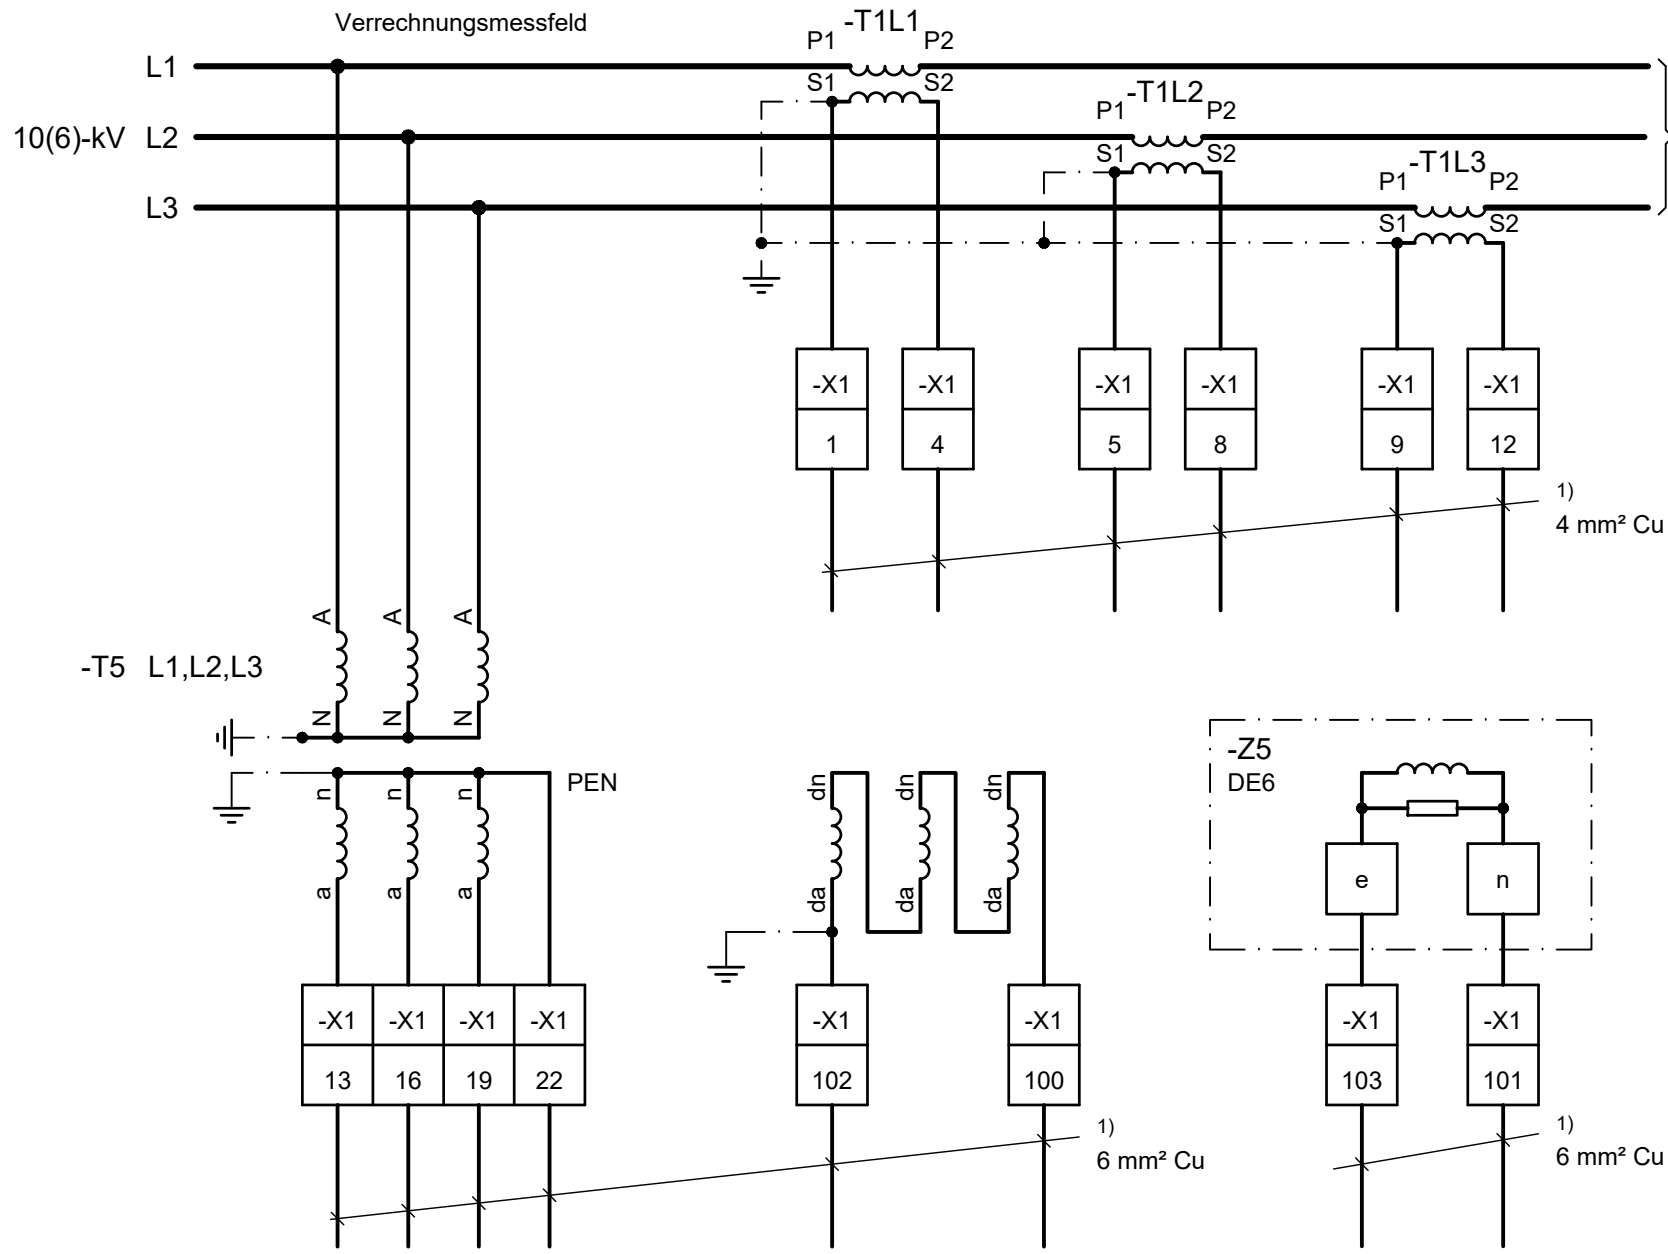 Verrechnungsmessfeld
-T1L1
P1 P2
L1
S1 S2
-T1L2
P1 P2
10(6)-kV L2
S1 S2
-T1L3
P1 P2
L3
S1 S2
-X1 -X1 -X1 -X1 -X1 -X1
1 4 5 8 9 12
1)
4 mm² Cu
A A A
-T5 L1,L2,L3
N N N
PEN
n n n
a a a
dn dn dn
da da da
-Z5
DE6
e n
-X1 -X1 -X1 -X1 -X1 -X1 -X1 -X1
13 16 19 22 102 100 103 101
1)
6 mm² Cu
1)
6 mm² Cu